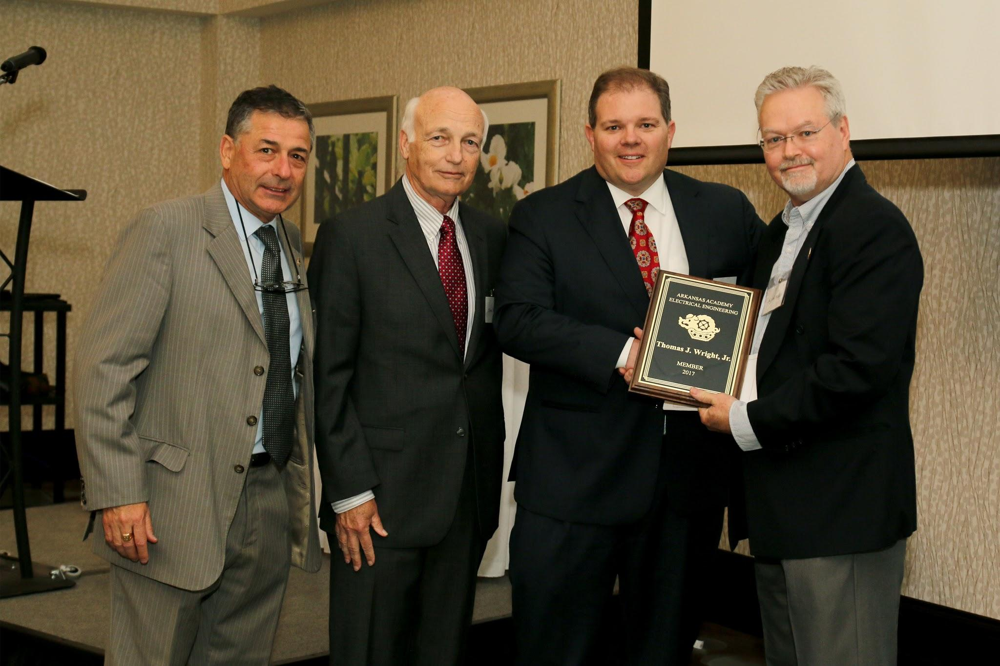 ARKANSAS ACADEMY
ELECTRICAL ENGINEERING
Thomas J. Wright, Jr.
MEMBER
2017